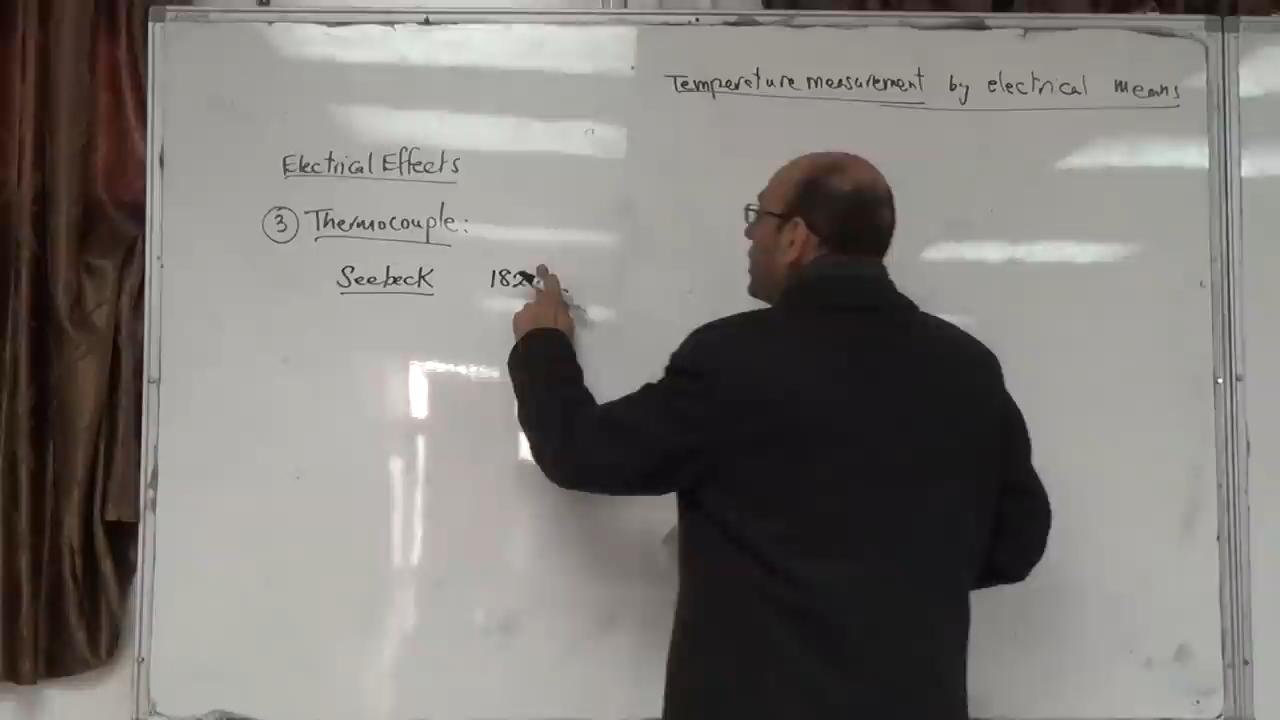 Temperature measurement by electrical means
Electrical Effects
3 Thermocouple:
Seebeck